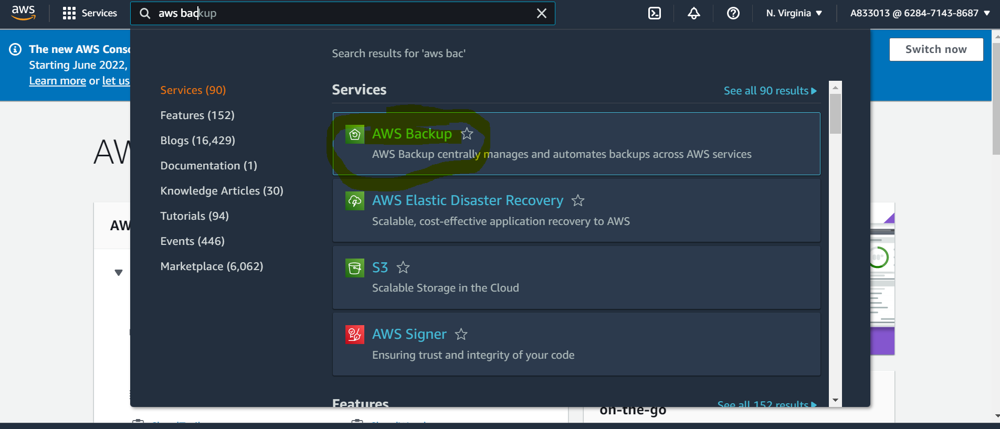 aws
Services
aws backup
N. Virginia
A833013 @ 6284-7143-8687
The new AWS
Starting June 2022,
Learn more or let us
Switch now
Search results for 'aws bac'
Services (90)
Features (152)
Blogs (16,429)
Documentation (1)
Knowledge Articles (30)
Tutorials (94)
Events (446)
Marketplace (6,062)
Services
See all 90 results
AWS Backup
AWS Backup centrally manages and automates backups across AWS services
AWS Elastic Disaster Recovery
Scalable, cost-effective application recovery to AWS
S3
Scalable Storage in the Cloud
AWS Signer
Ensuring trust and integrity of your code
Features
See all 152 results
on-the-go